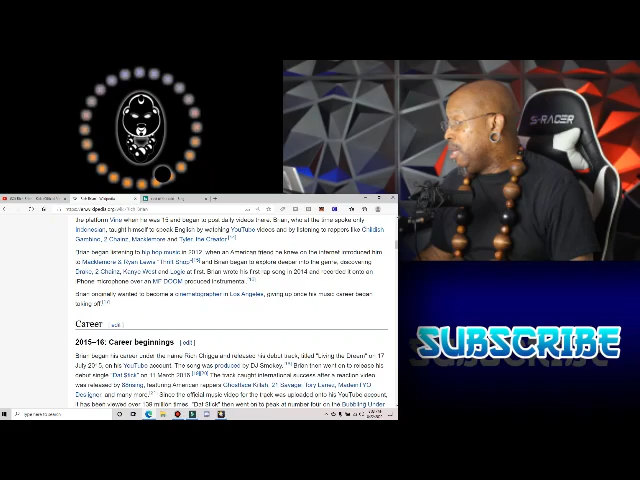 S-RACER
the platform Vine when he was 15 and began to post daily videos there. Brian, who at the time spoke only
Indonesian, taught himself to speak English by watching YouTube videos and by listening to rappers like Childish
Gambino, 2 Chainz, Macklemore and Tyler, the Creator.
Brian began listening to hip hop music in 2012, when an American friend he knew on the internet introduced him
to Macklemore & Ryan Lewis' "Thrift Shop" and Brian began to explore deeper into the genre, discovering
Drake, 2 Chainz, Kanye West and Logic at first. Brian wrote his first rap song in 2014 and recorded it onto an
iPhone microphone over an MF DOOM produced instrumental.
Brian originally wanted to become a cinematographer in Los Angeles, giving up once his music career began
taking off.
Career [edit]
2015–16: Career beginnings [edit]
Brian began his career under the name Rich Chigga and released his debut track, titled "Living the Dream" on 17
July 2015, on his YouTube account. The song was produced by DJ Smokey. Brian then went on to release his
debut single "Dat $tick" on 11 March 2016. The track caught international success after a reaction video
was released by 88rising, featuring American rappers Ghostface Killah, 21 Savage, Tory Lanez, MadeinTYO
Designer, and many more. Since the official music video for the track was uploaded onto his YouTube account,
it has been viewed over 139 million times. "Dat $tick" then went on to peak at number four on the Bubbling Under
Type here to search
SUBSCRIBE